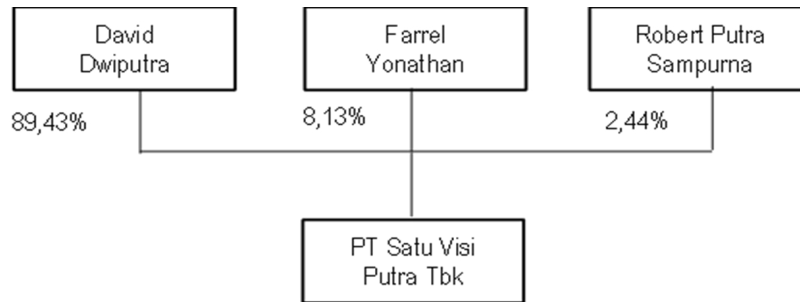 David
Dwiputra
Farrel
Yonathan
Robert Putra
Sampurna
89,43%
8,13%
2,44%
PT Satu Visi
Putra Tbk